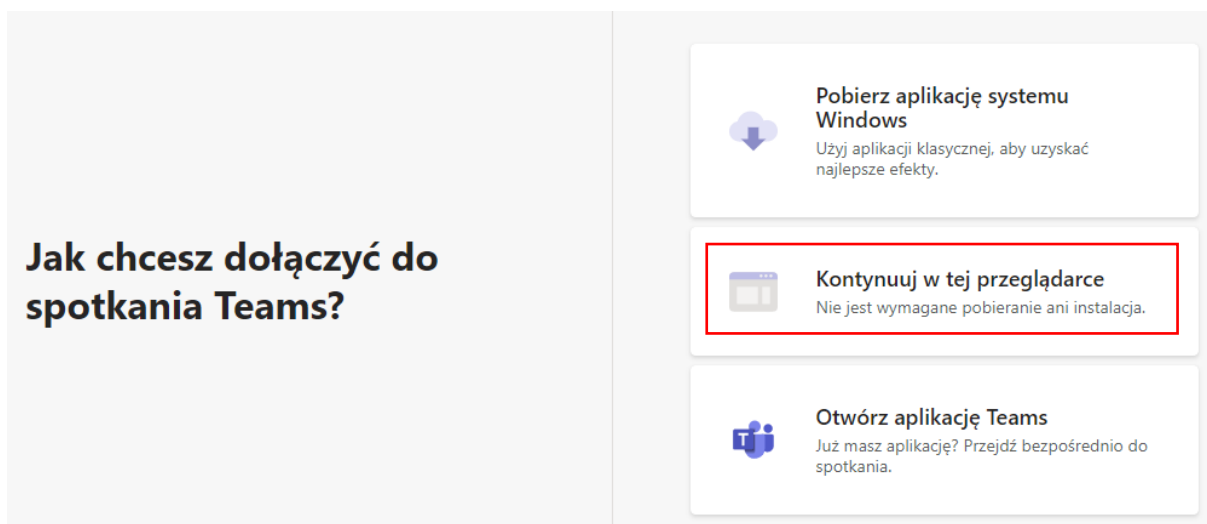 Jak chcesz dołączyć do
spotkania Teams?
Pobierz aplikację systemu
Windows
Użyj aplikacji klasycznej, aby uzyskać
najlepsze efekty.
Kontynuuj w tej przeglądarce
Nie jest wymagane pobieranie ani instalacja.
Otwórz aplikację Teams
Już masz aplikację? Przejdź bezpośrednio do
spotkania.